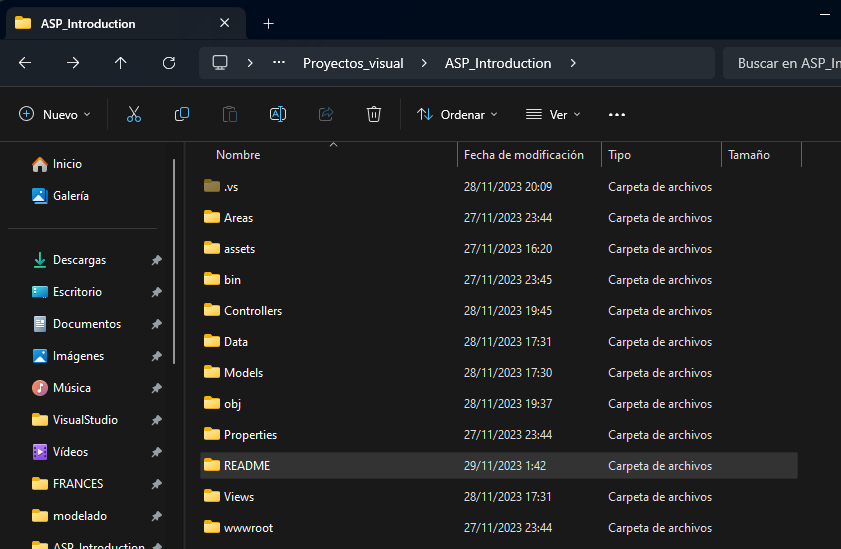 ASP_Introduction
Proyectos_visual ASP_Introduction Buscar en ASP_In
Nuevo Ordenar Ver
Nombre Fecha de modificación Tipo Tamaño
Inicio
Galería
Descargas
Escritorio
Documentos
Imágenes
Música
VisualStudio
Vídeos
FRANCES
modelado
ASP_Introduction
.vs 28/11/2023 20:09 Carpeta de archivos
Areas 27/11/2023 23:44 Carpeta de archivos
assets 27/11/2023 16:20 Carpeta de archivos
bin 27/11/2023 23:45 Carpeta de archivos
Controllers 28/11/2023 19:45 Carpeta de archivos
Data 28/11/2023 17:31 Carpeta de archivos
Models 28/11/2023 17:30 Carpeta de archivos
obj 28/11/2023 19:37 Carpeta de archivos
Properties 27/11/2023 23:44 Carpeta de archivos
README 29/11/2023 1:42 Carpeta de archivos
Views 28/11/2023 17:31 Carpeta de archivos
wwwroot 27/11/2023 23:44 Carpeta de archivos